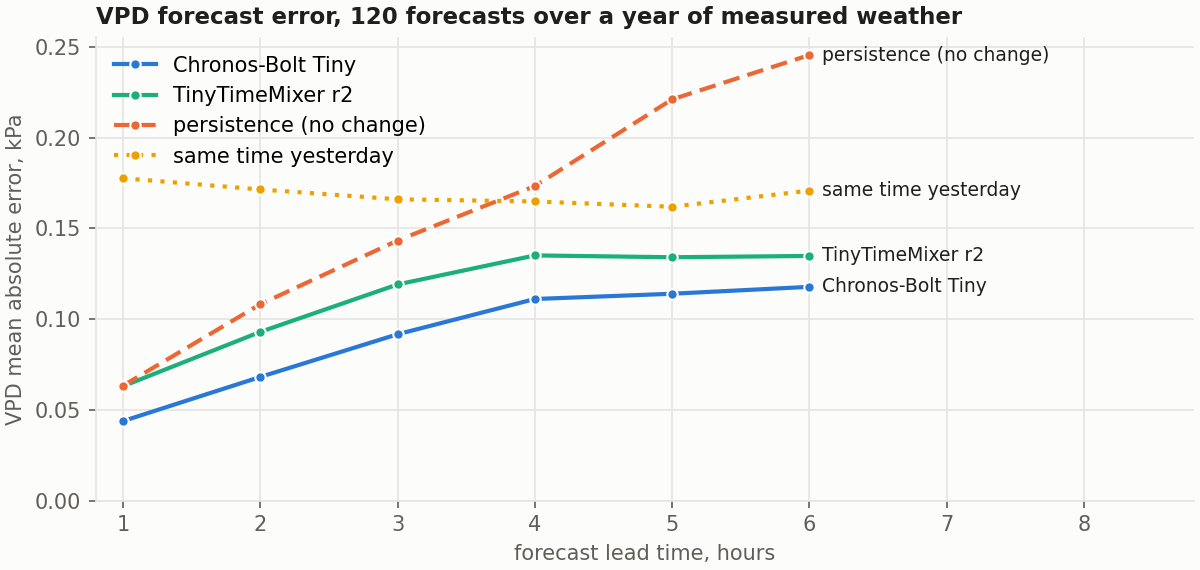 VPD forecast error, 120 forecasts over a year of measured weather
VPD mean absolute error, kPa
0.25
0.20
0.15
0.10
0.05
0.00
Chronos-Bolt Tiny
TinyTimeMixer r2
persistence (no change)
same time yesterday
persistence (no change)
same time yesterday
TinyTimeMixer r2
Chronos-Bolt Tiny
1 2 3 4 5 6 7 8
forecast lead time, hours